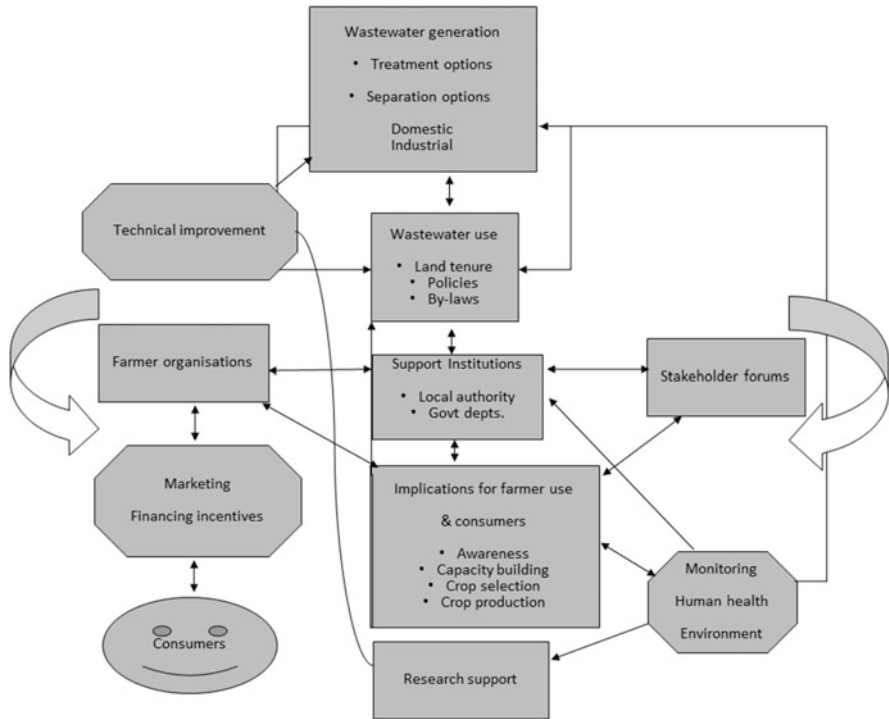 Wastewater generation
• Treatment options
• Separation options
Domestic
Industrial
Technical improvement
Wastewater use
• Land tenure
• Policies
• By-laws
Farmer organisations
Support Institutions
• Local authority
• Govt depts.
Stakeholder forums
Marketing
Financing incentives
Implications for farmer use
& consumers
• Awareness
• Capacity building
• Crop selection
• Crop production
Monitoring
Human health
Environment
Consumers
Research support